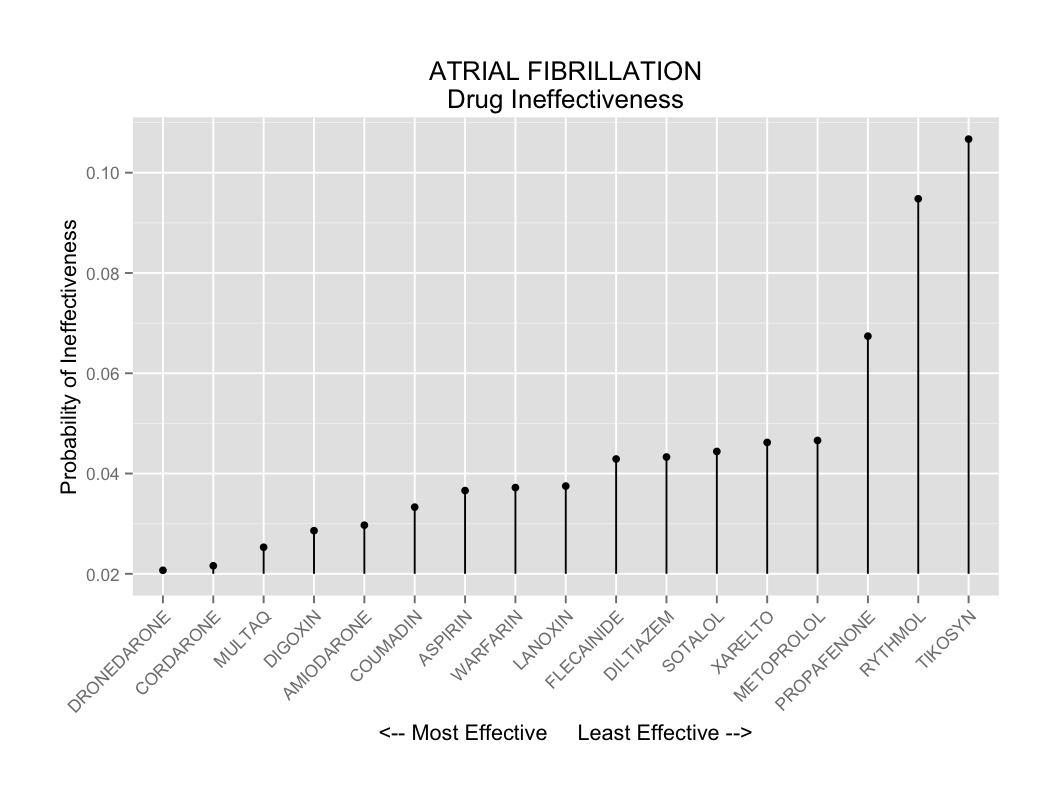 ATRIAL FIBRILLATION
Drug Ineffectiveness
Probability of Ineffectiveness
0.10
0.08
0.06
0.04
0.02
DRONEDARONE
CORDARONE
MULTAQ
DIGOXIN
AMIODARONE
COUMADIN
ASPIRIN
WARFARIN
LANOXIN
FLECAINIDE
DILTIAZEM
SOTALOL
XARELTO
METOPROLOL
PROPAFENONE
RYTHMOL
TIKOSYN
<-- Most Effective     Least Effective -->